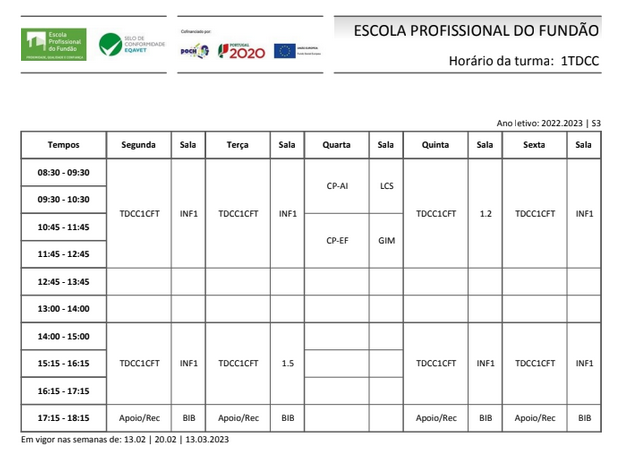 Escola
Profissional
do Fundão
SELO DE
CONFORMIDADE
EQAVET
Cofinanciado por:
POCH
PORTUGAL
2020
UNIÃO EUROPEIA
Fundo Social Europeu
ESCOLA PROFISSIONAL DO FUNDÃO
Horário da turma: 1TDCC
Ano letivo: 2022.2023 | S3
Tempos Segunda Sala Terça Sala Quarta Sala Quinta Sala Sexta Sala
08:30 - 09:30
CP-AI LCS
09:30 - 10:30
TDCC1CFT INF1 TDCC1CFT INF1 TDCC1CFT 1.2 TDCC1CFT INF1
10:45 - 11:45
CP-EF GIM
11:45 - 12:45
12:45 - 13:45
13:00 - 14:00
14:00 - 15:00
15:15 - 16:15 TDCC1CFT INF1 TDCC1CFT 1.5 TDCC1CFT INF1 TDCC1CFT INF1
16:15 - 17:15
17:15 - 18:15 Apoio/Rec BIB Apoio/Rec BIB Apoio/Rec BIB Apoio/Rec BIB
Em vigor nas semanas de: 13.02 | 20.02 | 13.03.2023